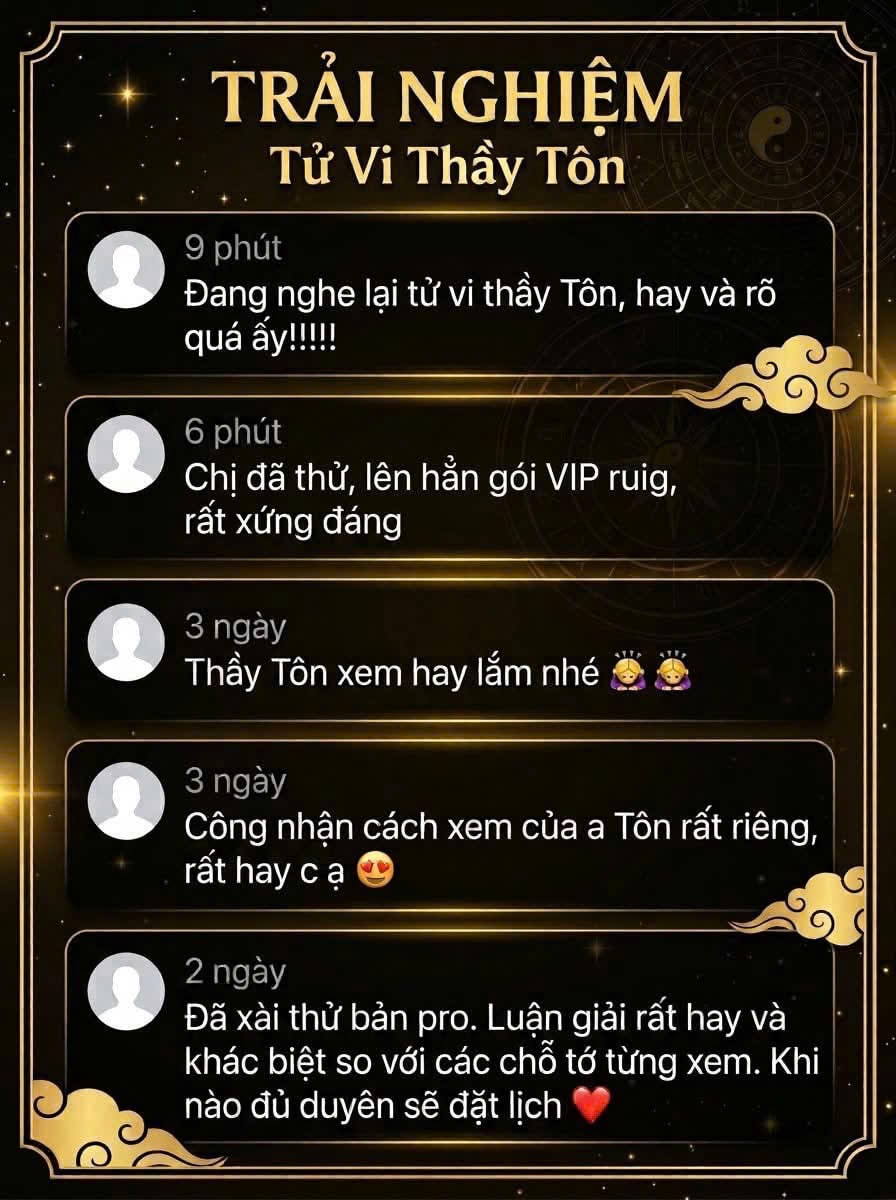 TRẢI NGHIỆM
Tử Vi Thầy Tôn
9 phút
Đang nghe lại tử vi thầy Tôn, hay và rõ
quá ấy!!!!!
6 phút
Chị đã thử, lên hẳn gói VIP ruig,
rất xứng đáng
3 ngày
Thầy Tôn xem hay lắm nhé 🙇‍♀️🙇‍♀️
3 ngày
Công nhận cách xem của a Tôn rất riêng,
rất hay c ạ 😍
2 ngày
Đã xài thử bản pro. Luận giải rất hay và
khác biệt so với các chỗ tớ từng xem. Khi
nào đủ duyên sẽ đặt lịch ❤️